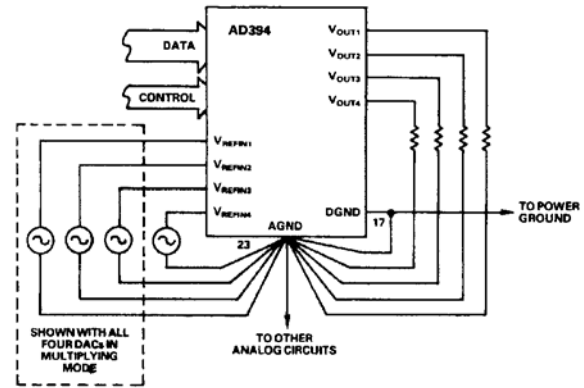 AD394
DATA
CONTROL
VOUT1
VOUT2
VOUT3
VOUT4
VREFIN1
VREFIN2
VREFIN3
VREFIN4
DGND
17
TO POWER
GROUND
AGND
23
SHOWN WITH ALL
FOUR DACs IN
MULTIPLYING
MODE
TO OTHER
ANALOG CIRCUITS